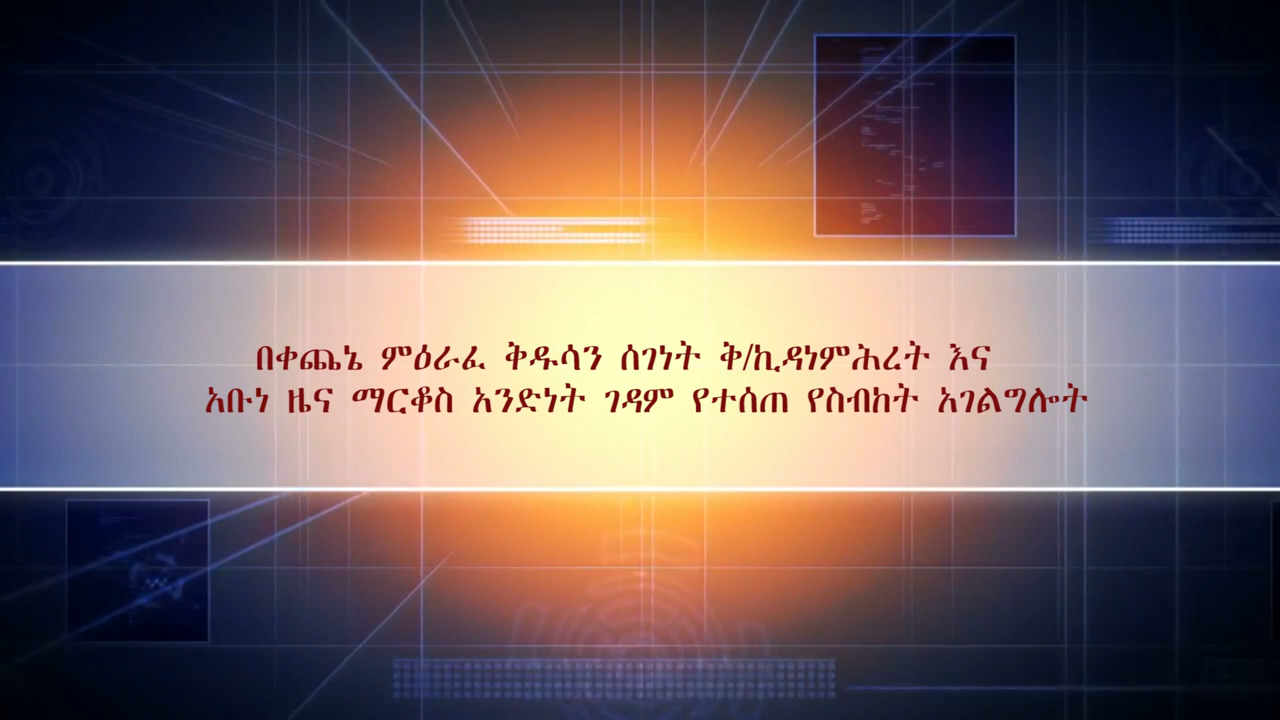 በቀጨኔ ምዕራፈ ቅዱሳን ሰገነት ቅ/ኪዳነምሕረት እና
አቡነ ዜና ማርቆስ አንድነት ገዳም የተሰጠ የስብከት አገልግሎት